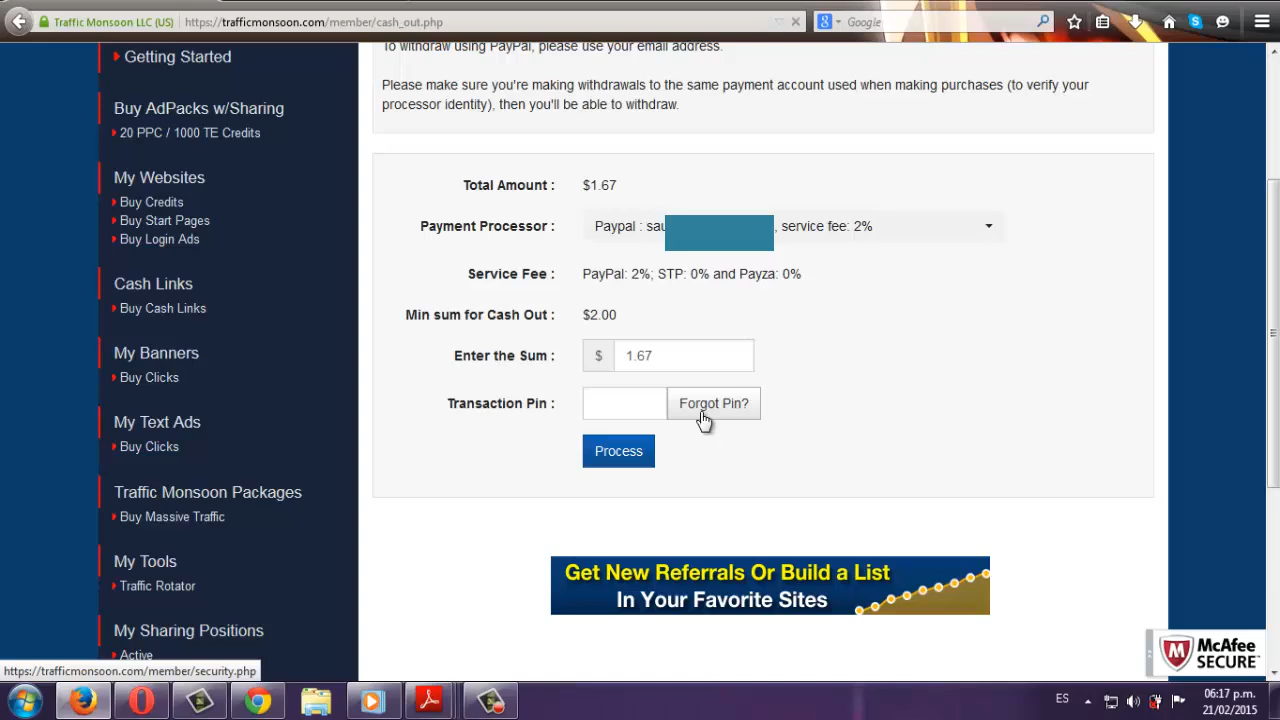 Traffic Monsoon LLC (US)
https://trafficmonsoon.com/member/cash_out.php
Google
Getting Started
Buy AdPacks w/Sharing
20 PPC / 1000 TE Credits
My Websites
Buy Credits
Buy Start Pages
Buy Login Ads
Cash Links
Buy Cash Links
My Banners
Buy Clicks
My Text Ads
Buy Clicks
Traffic Monsoon Packages
Buy Massive Traffic
My Tools
Traffic Rotator
My Sharing Positions
Active
To withdraw using PayPal, please use your email address.
Please make sure you're making withdrawals to the same payment account used when making purchases (to verify your
processor identity), then you'll be able to withdraw.
Total Amount : $1.67
Payment Processor : Paypal : sau , service fee: 2%
Service Fee : PayPal: 2%; STP: 0% and Payza: 0%
Min sum for Cash Out : $2.00
Enter the Sum : $ 1.67
Transaction Pin : Forgot Pin?
Process
Get New Referrals Or Build a List
In Your Favorite Sites
McAfee
SECURE
https://trafficmonsoon.com/member/security.php
ES
06:17 p.m.
21/02/2015